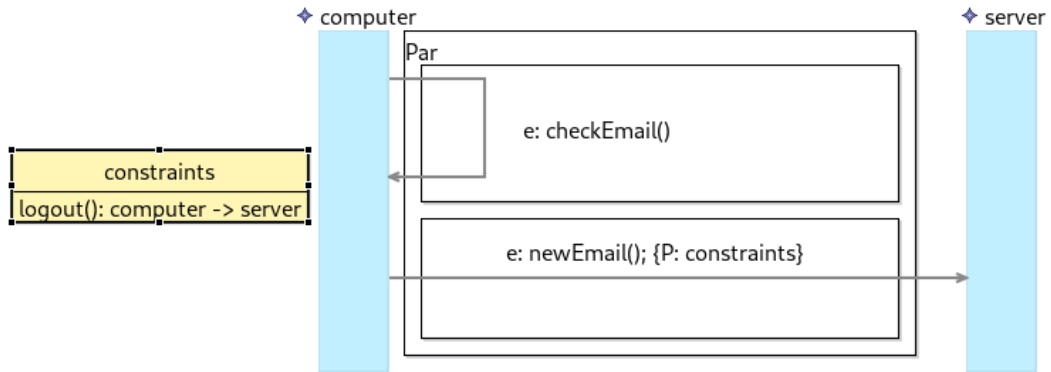 computer
server
Par
e: checkEmail()
constraints
logout(): computer -> server
e: newEmail(); {P: constraints}